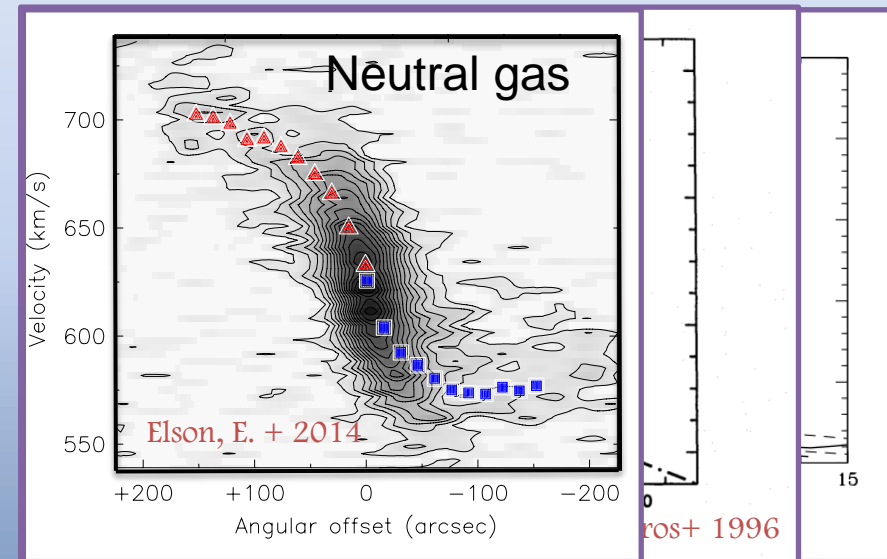 Neutral gas
700
650
600
550
Velocity (km/s)
Elson, E. + 2014
+200 +100 0 -100 -200
Angular offset (arcsec)
0
ros+ 1996
15